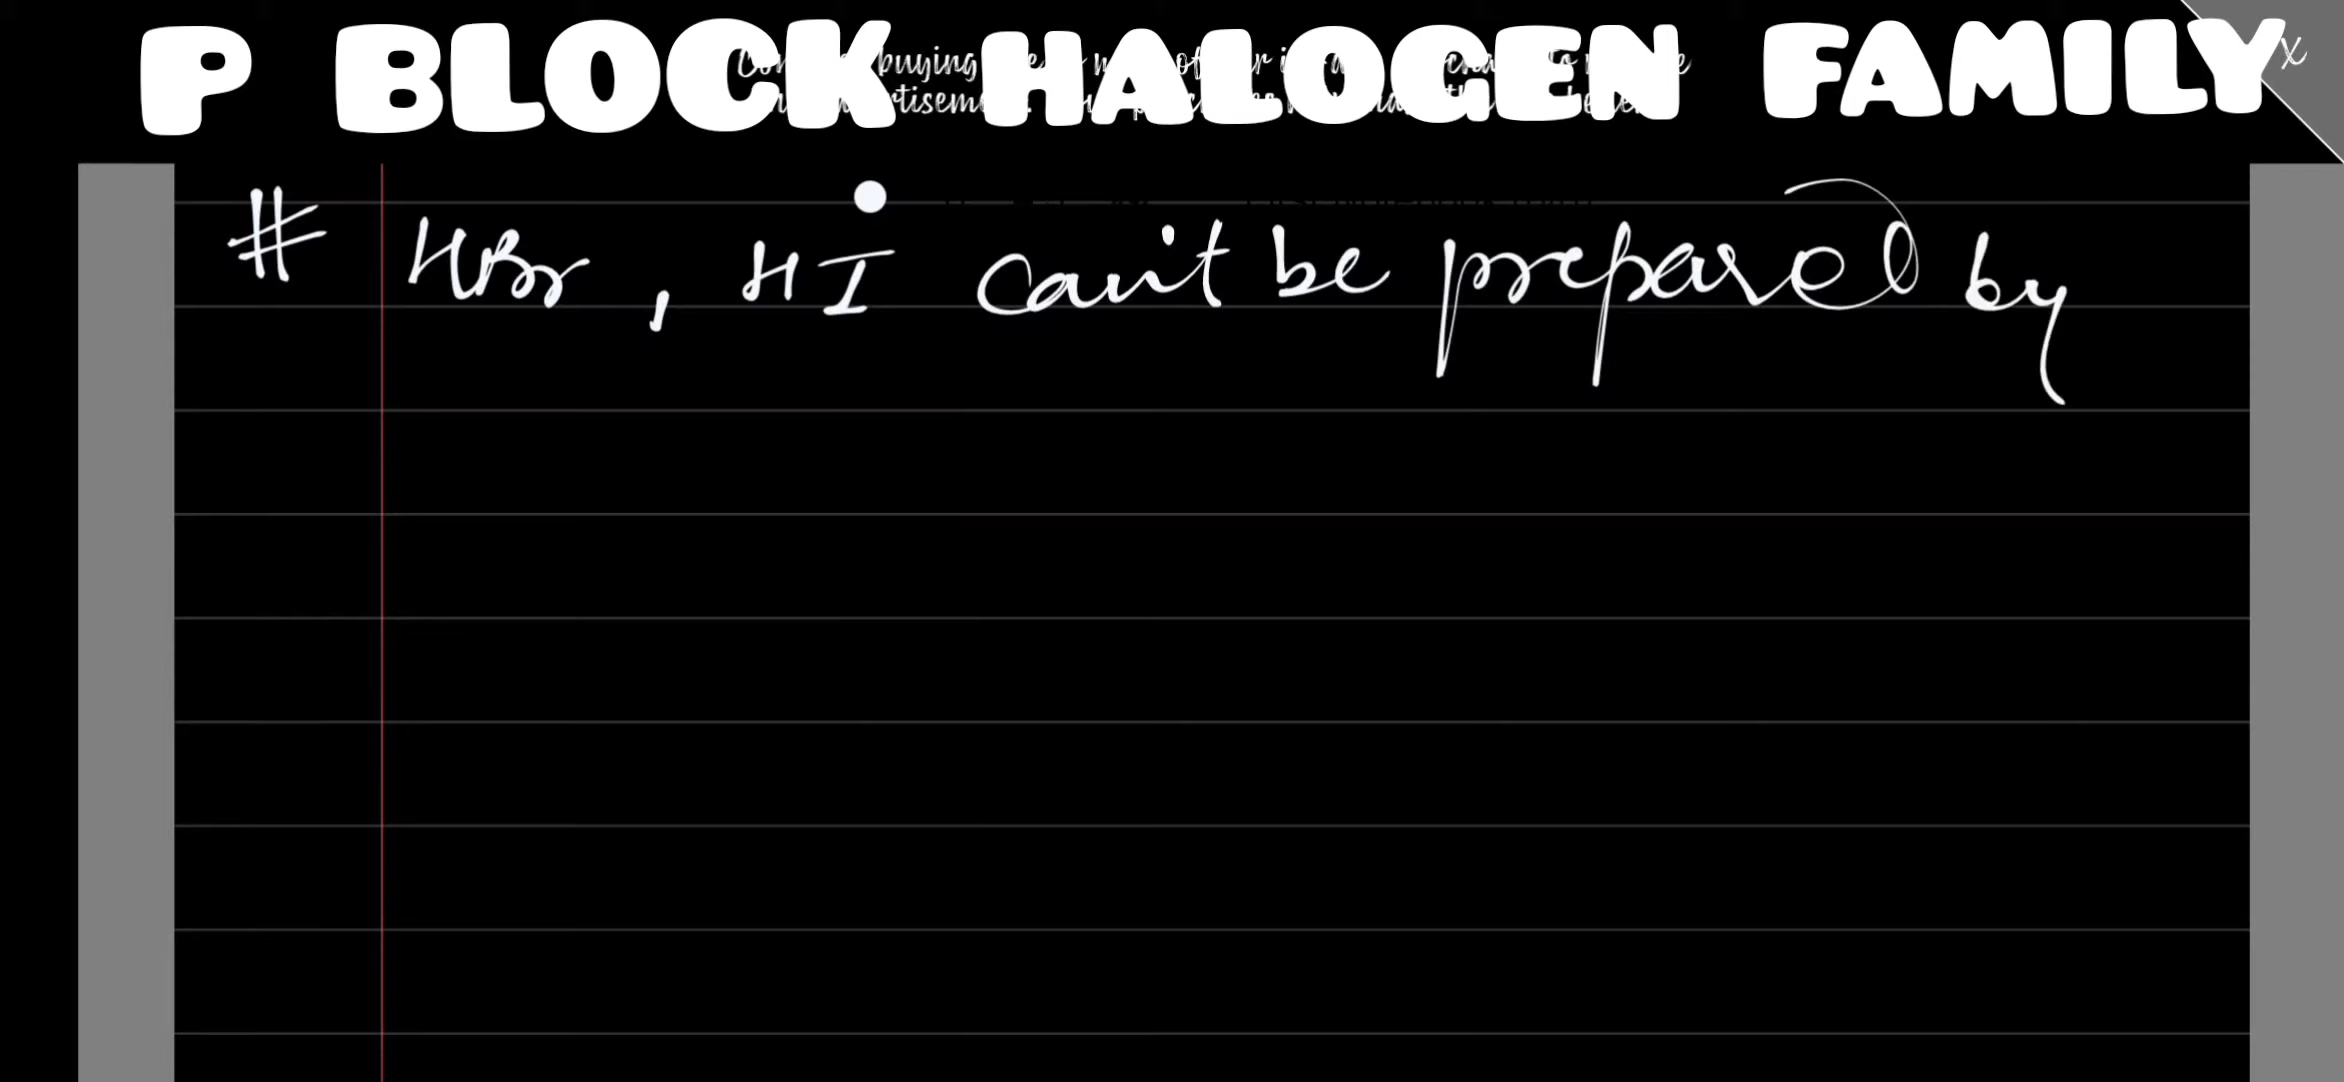 P BLOCK HALOGEN FAMILY
x
# HBr, HI can't be prepared by